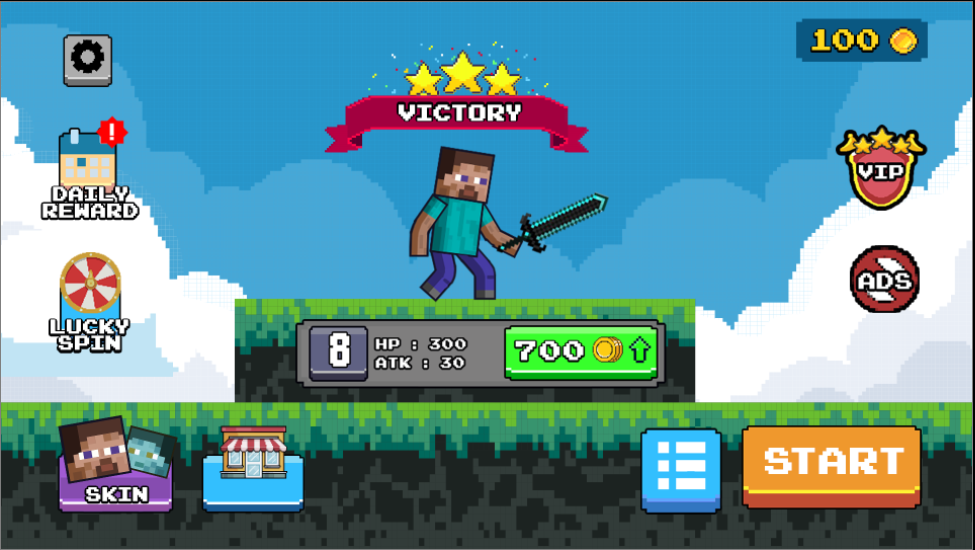 100
VICTORY
DAILY
REWARD
VIP
LUCKY
SPIN
ADS
8
HP : 300
ATK : 30
700
SKIN
START